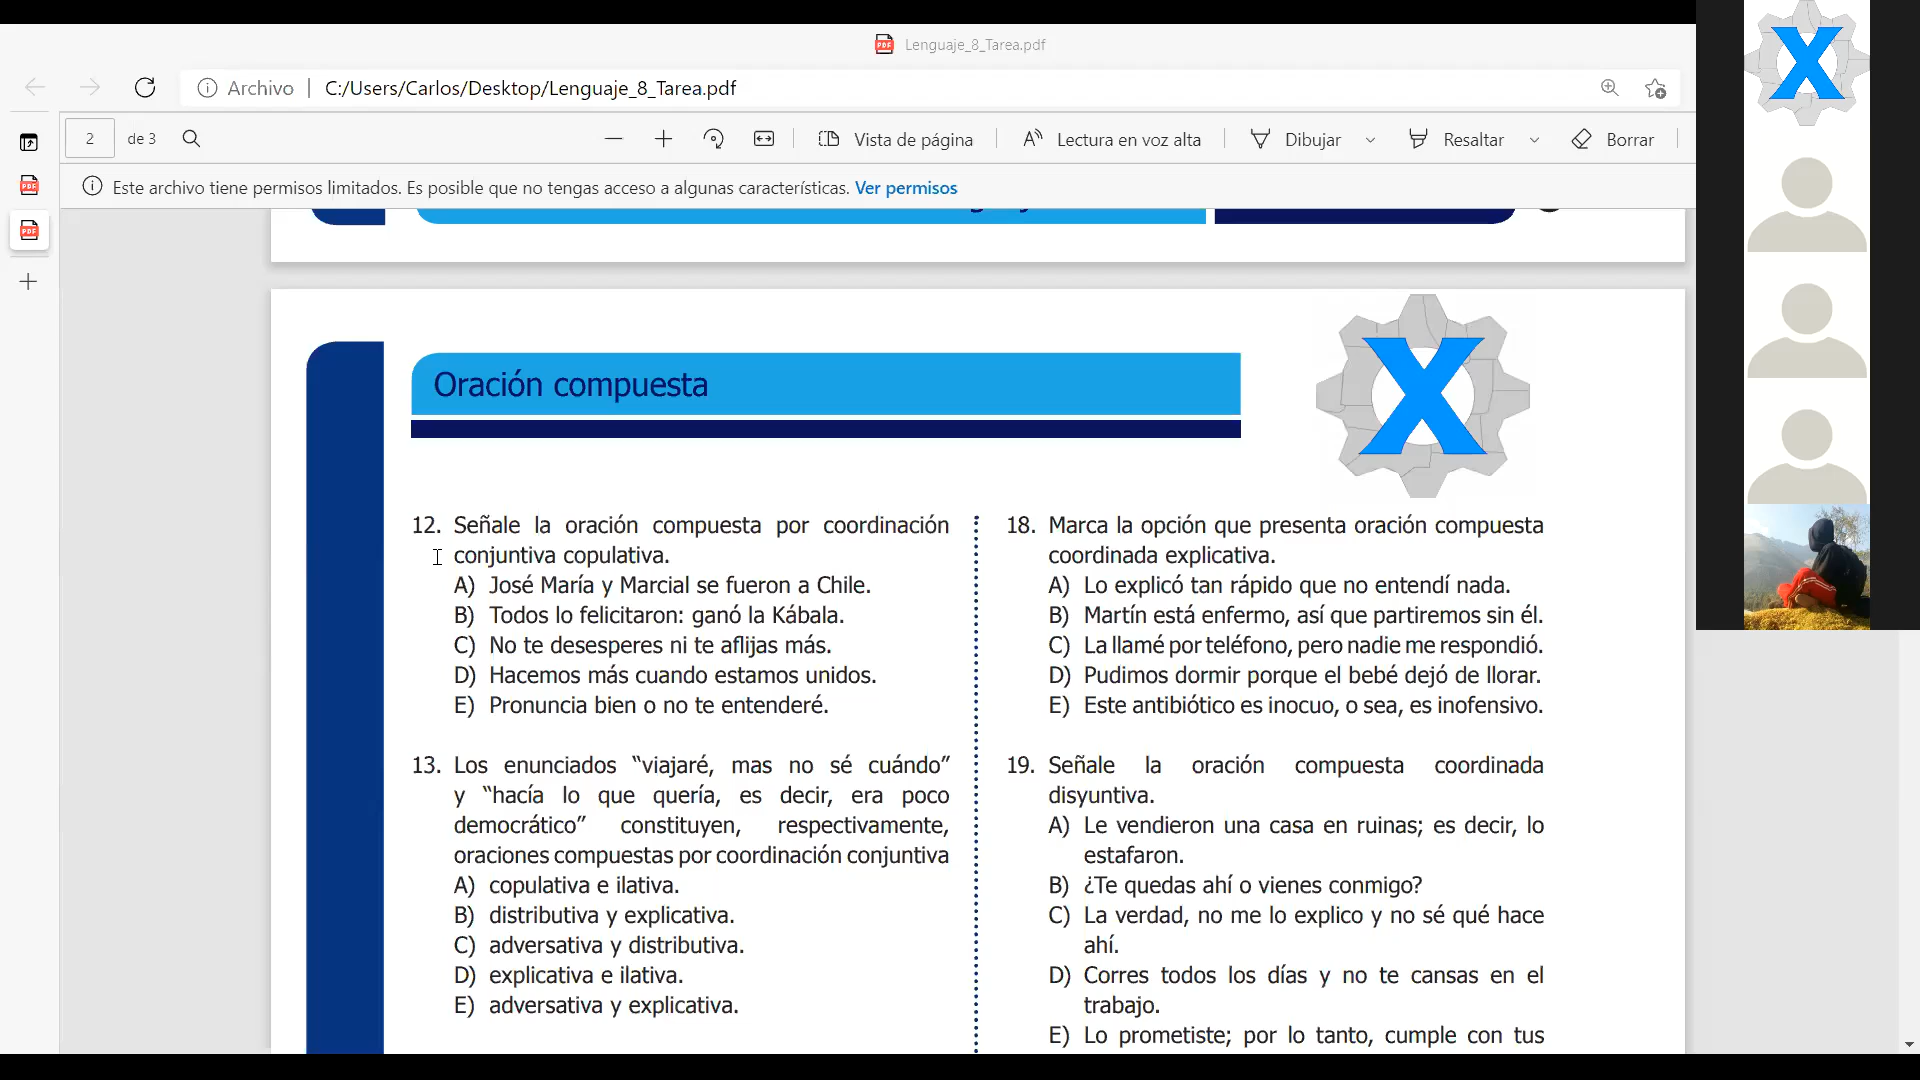 Lenguaje_8_Tarea.pdf
Archivo | C:/Users/Carlos/Desktop/Lenguaje_8_Tarea.pdf
2 de 3 Vista de página Lectura en voz alta Dibujar Resaltar Borrar
Este archivo tiene permisos limitados. Es posible que no tengas acceso a algunas características. Ver permisos
Oración compuesta
X
12. Señale la oración compuesta por coordinación
conjuntiva copulativa.
A) José María y Marcial se fueron a Chile.
B) Todos lo felicitaron: ganó la Kábala.
C) No te desesperes ni te aflijas más.
D) Hacemos más cuando estamos unidos.
E) Pronuncia bien o no te entenderé.
13. Los enunciados “viajaré, mas no sé cuándo”
y “hacía lo que quería, es decir, era poco
democrático” constituyen, respectivamente,
oraciones compuestas por coordinación conjuntiva
A) copulativa e ilativa.
B) distributiva y explicativa.
C) adversativa y distributiva.
D) explicativa e ilativa.
E) adversativa y explicativa.
18. Marca la opción que presenta oración compuesta
coordinada explicativa.
A) Lo explicó tan rápido que no entendí nada.
B) Martín está enfermo, así que partiremos sin él.
C) La llamé por teléfono, pero nadie me respondió.
D) Pudimos dormir porque el bebé dejó de llorar.
E) Este antibiótico es inocuo, o sea, es inofensivo.
19. Señale la oración compuesta coordinada
disyuntiva.
A) Le vendieron una casa en ruinas; es decir, lo
estafaron.
B) ¿Te quedas ahí o vienes conmigo?
C) La verdad, no me lo explico y no sé qué hace
ahí.
D) Corres todos los días y no te cansas en el
trabajo.
E) Lo prometiste; por lo tanto, cumple con tus
X